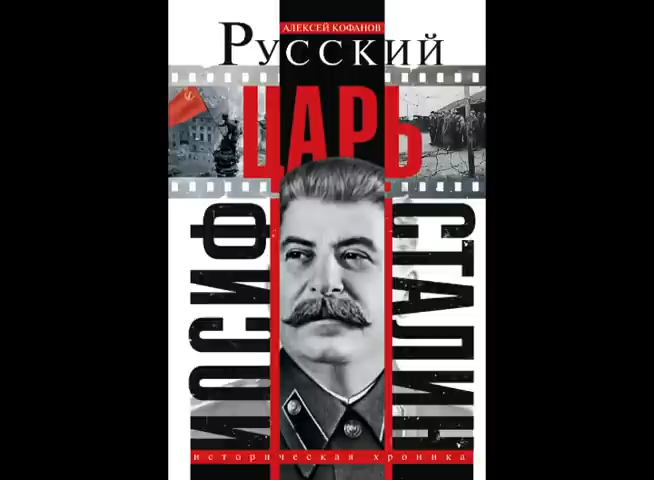 АЛЕКСЕЙ КОФАНОВ
РУССКИЙ
ЦАРЬ
ИОСИФ
СТАЛИН
историческая хроника